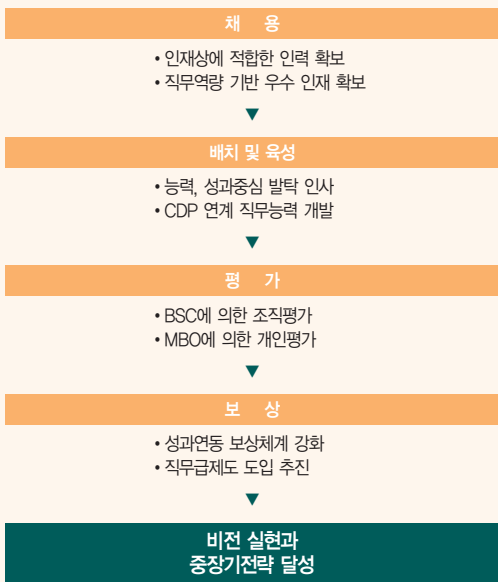 채 용
• 인재상에 적합한 인력 확보
• 직무역량 기반 우수 인재 확보
▼
배치 및 육성
• 능력, 성과중심 발탁 인사
• CDP 연계 직무능력 개발
▼
평 가
• BSC에 의한 조직평가
• MBO에 의한 개인평가
▼
보 상
• 성과연동 보상체계 강화
• 직무급제도 도입 추진
▼
비전 실현과
중장기전략 달성